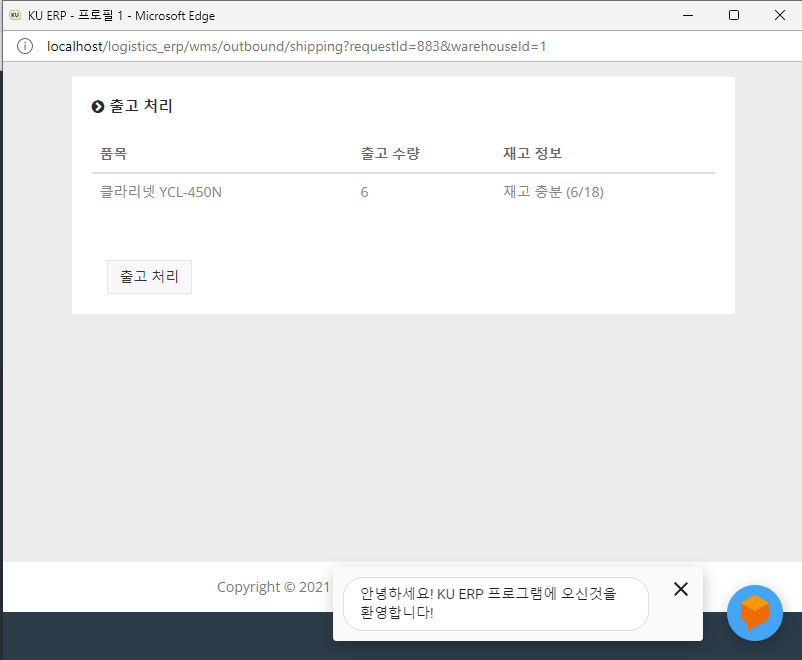 KU ERP - 프로필 1 - Microsoft Edge
localhost/logistics_erp/wms/outbound/shipping?requestId=883&warehouseId=1
출고 처리
품목 출고 수량 재고 정보
클라리넷 YCL-450N 6 재고 충분 (6/18)
출고 처리
Copyright © 2021
안녕하세요! KU ERP 프로그램에 오신것을
환영합니다!